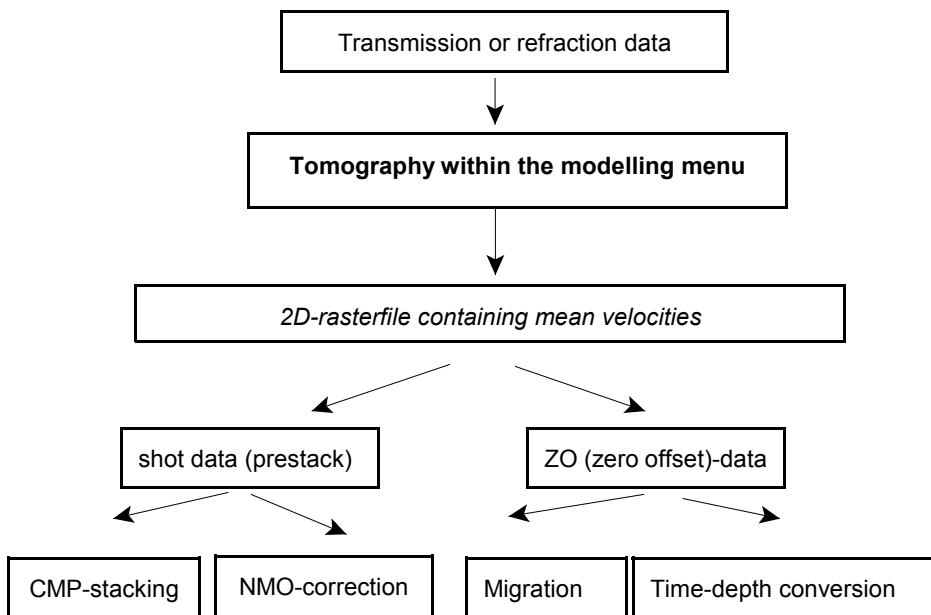 Transmission or refraction data
Tomography within the modelling menu
2D-rasterfile containing mean velocities
shot data (prestack)
ZO (zero offset)-data
CMP-stacking
NMO-correction
Migration
Time-depth conversion